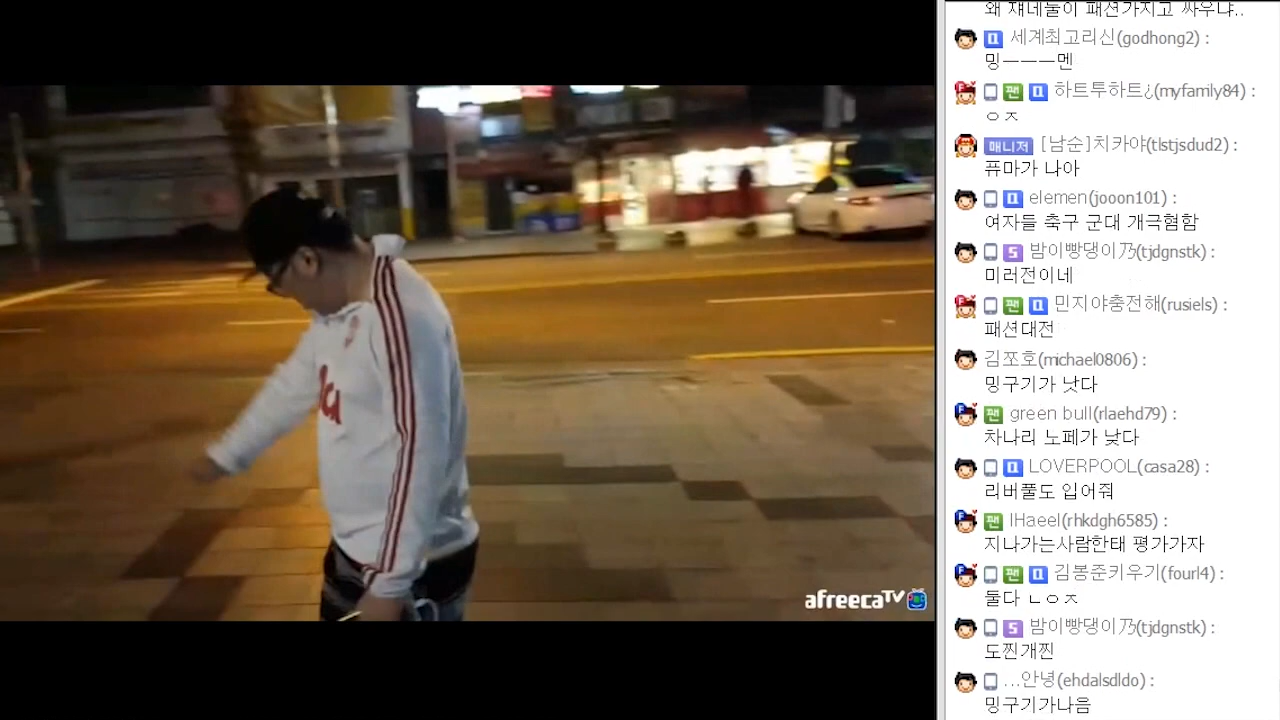 왜 쟤네둘이 패션가지고 싸우냐..
세계최고리신(godhong2) :
밍ㅡㅡㅡ멘
팬 하트투하트¿(myfamily84) :
ㅇㅈ
매니저 [남순]치카야(tlstjsdud2) :
퓨마가 나아
elemen(jooon101) :
여자들 축구 군대 개극혐함
S 밤이빵댕이乃(tjdgnstk) :
미러전이네
팬 민지야충전해(rusiels) :
패션대전
김쪼호(michael0806) :
밍구기가 낫다
팬 green bull(rlaehd79) :
차나리 노페가 낮다
LOVERPOOL(casa28) :
리버풀도 입어줘
팬 lHaeel(rhkdgh6585) :
지나가는사람한태 평가가자
팬 김봉준키우기(fourl4) :
둘다 ㄴㅇㅈ
S 밤이빵댕이乃(tjdgnstk) :
도찐개찐
...안녕(ehdalsdldo) :
밍구기가나음
afreecaTV